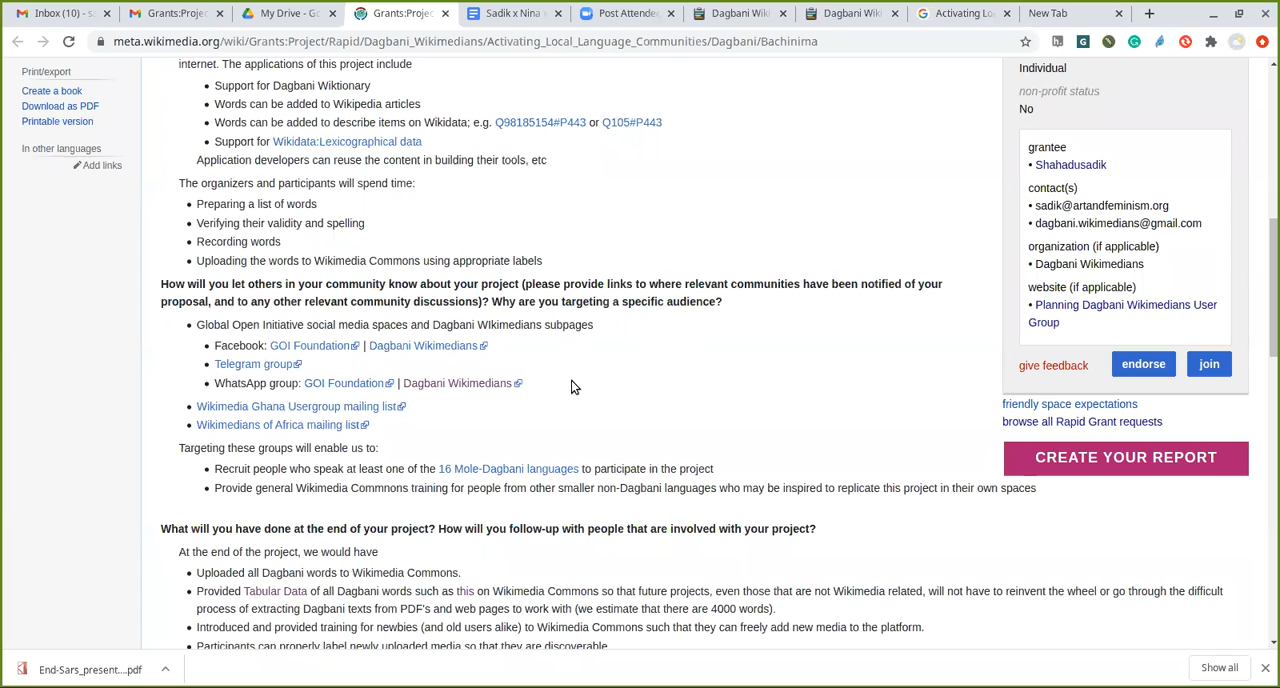 Inbox (10) - s
Grants:Projec
My Drive - Go
Grants:Projec
Sadik x Nina
Post Attende
Dagbani Wiki
Dagbani Wiki
Activating Lo
New Tab
meta.wikimedia.org/wiki/Grants:Project/Rapid/Dagbani_Wikimedians/Activating_Local_Language_Communities/Dagbani/Bachinima
Print/export
Create a book
Download as PDF
Printable version
In other languages
Add links
internet. The applications of this project include
• Support for Dagbani Wiktionary
• Words can be added to Wikipedia articles
• Words can be added to describe items on Wikidata; e.g. Q98185154#P443 or Q105#P443
• Support for Wikidata:Lexicographical data
Application developers can reuse the content in building their tools, etc
The organizers and participants will spend time:
• Preparing a list of words
• Verifying their validity and spelling
• Recording words
• Uploading the words to Wikimedia Commons using appropriate labels
How will you let others in your community know about your project (please provide links to where relevant communities have been notified of your
proposal, and to any other relevant community discussions)? Why are you targeting a specific audience?
• Global Open Initiative social media spaces and Dagbani WIkimedians subpages
• Facebook: GOI Foundation | Dagbani Wikimedians
• Telegram group
• WhatsApp group: GOI Foundation | Dagbani Wikimedians
• Wikimedia Ghana Usergroup mailing list
• Wikimedians of Africa mailing list
Targeting these groups will enable us to:
• Recruit people who speak at least one of the 16 Mole-Dagbani languages to participate in the project
• Provide general Wikimedia Commnons training for people from other smaller non-Dagbani languages who may be inspired to replicate this project in their own spaces
What will you have done at the end of your project? How will you follow-up with people that are involved with your project?
At the end of the project, we would have
• Uploaded all Dagbani words to Wikimedia Commons.
• Provided Tabular Data of all Dagbani words such as this on Wikimedia Commons so that future projects, even those that are not Wikimedia related, will not have to reinvent the wheel or go through the difficult
process of extracting Dagbani texts from PDF's and web pages to work with (we estimate that there are 4000 words).
• Introduced and provided training for newbies (and old users alike) to Wikimedia Commons such that they can freely add new media to the platform.
• Participants can properly label newly uploaded media so that they are discoverable
Individual
non-profit status
No
grantee
• Shahadusadik
contact(s)
• sadik@artandfeminism.org
• dagbani.wikimedians@gmail.com
organization (if applicable)
• Dagbani Wikimedians
website (if applicable)
• Planning Dagbani Wikimedians User
Group
give feedback
endorse
join
friendly space expectations
browse all Rapid Grant requests
CREATE YOUR REPORT
End-Sars_present....pdf
Show all